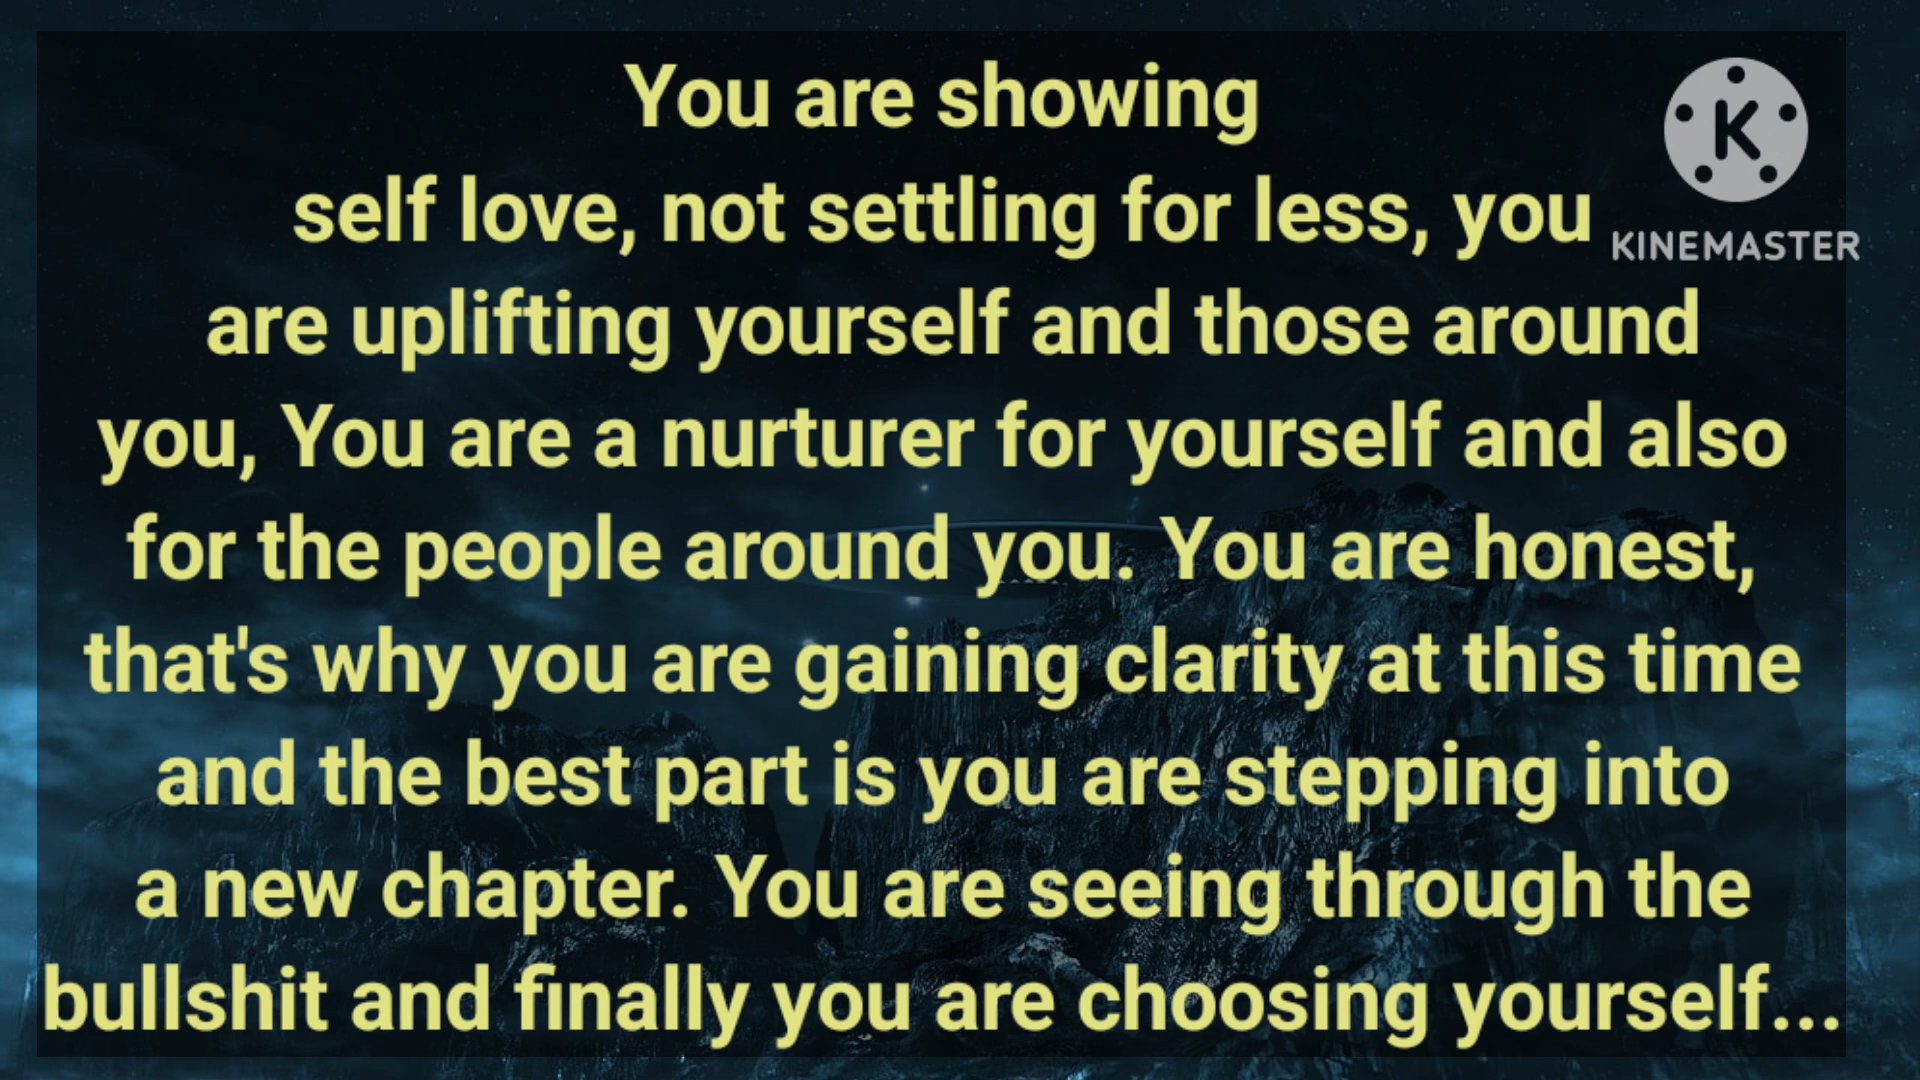 You are showing
self love, not settling for less, you
are uplifting yourself and those around
you, You are a nurturer for yourself and also
for the people around you. You are honest,
that's why you are gaining clarity at this time
and the best part is you are stepping into
a new chapter. You are seeing through the
bullshit and finally you are choosing yourself...
K
KINEMASTER